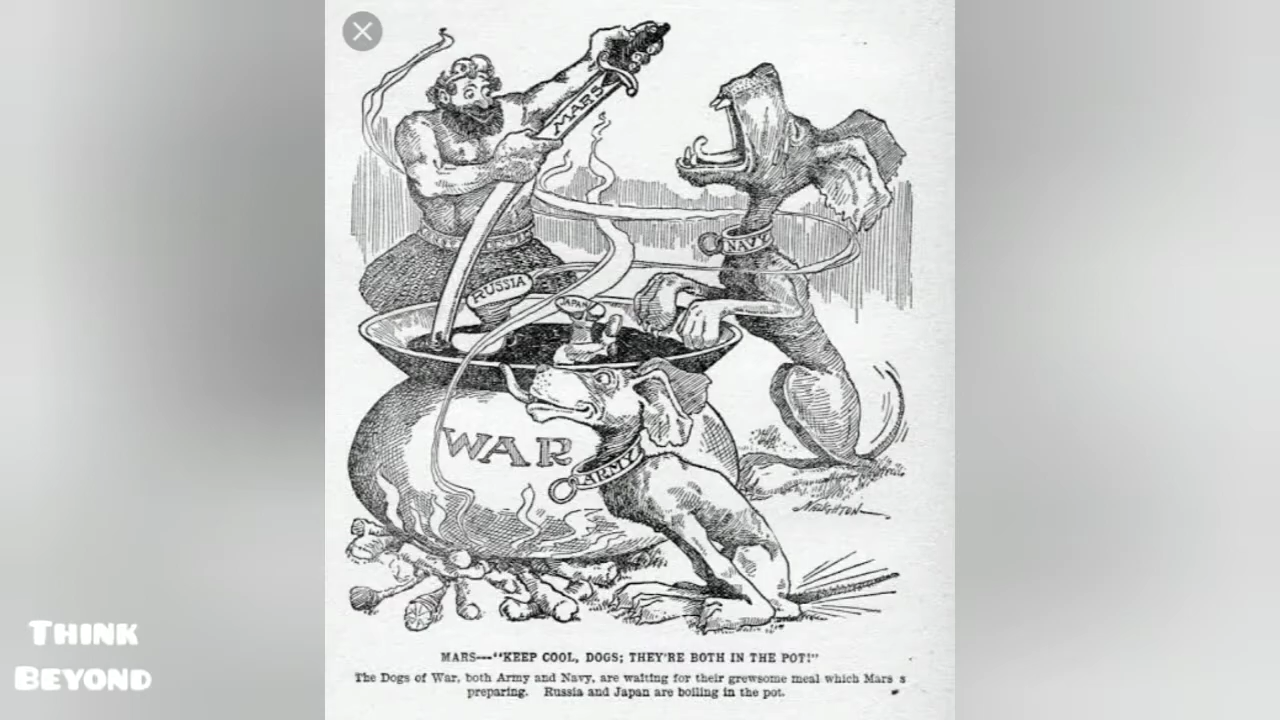 MARS
RUSSIA
JAPAN
NAVY
WAR
ARMY
NAUGHTON
MARS---"KEEP COOL, DOGS; THEY'RE BOTH IN THE POT!"
The Dogs of War, both Army and Navy, are waiting for their grewsome meal which Mars s
preparing. Russia and Japan are boiling in the pot.
THINK
BEYOND